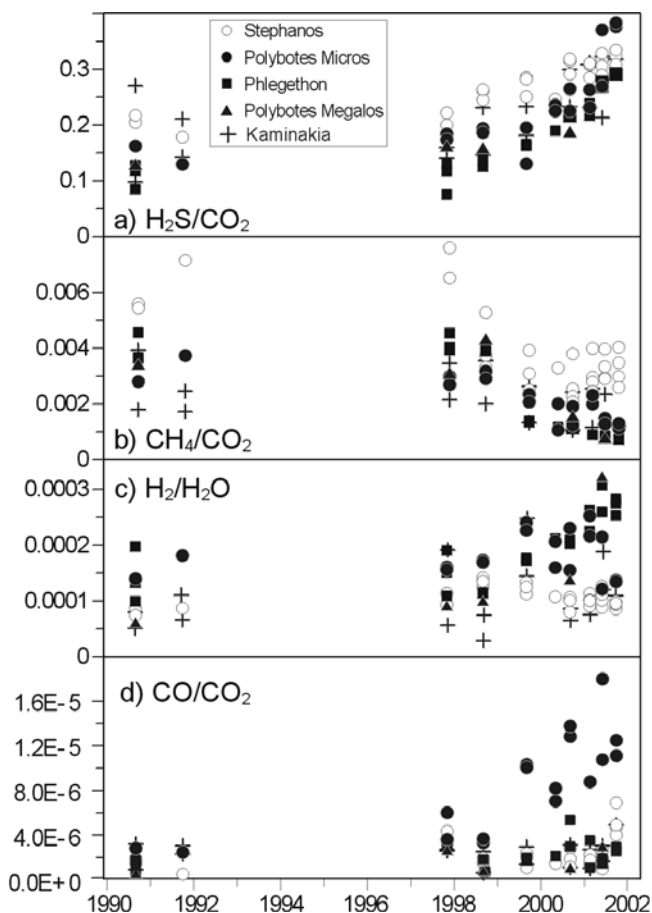 Stephanos
Polybotes Micros
Phlegethon
Polybotes Megalos
Kaminakia
0.3
0.2
0.1
0
a) H₂S/CO₂
0.006
0.004
0.002
0
b) CH₄/CO₂
c) H₂/H₂O
0.0003
0.0002
0.0001
0
d) CO/CO₂
1.6E-5
1.2E-5
8.0E-6
4.0E-6
0.0E+0
1990 1992 1994 1996 1998 2000 2002